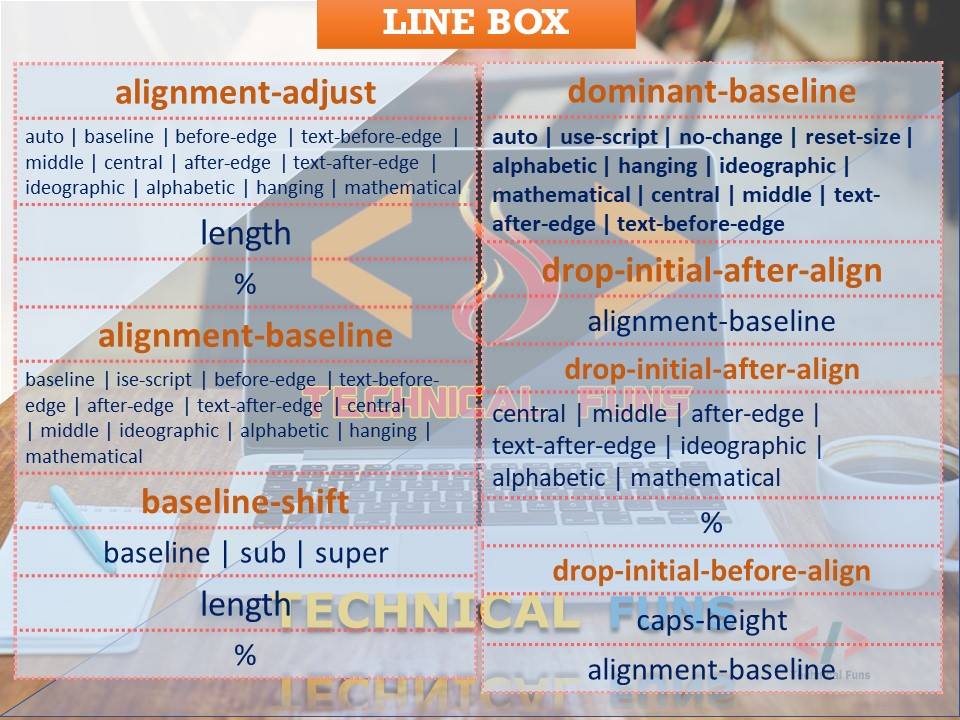 LINE BOX
alignment-adjust
auto | baseline | before-edge | text-before-edge |
middle | central | after-edge | text-after-edge |
ideographic | alphabetic | hanging | mathematical
length
%
alignment-baseline
baseline | ise-script | before-edge | text-before-
edge | after-edge | text-after-edge | central
| middle | ideographic | alphabetic | hanging |
mathematical
baseline-shift
baseline | sub | super
length
%
dominant-baseline
auto | use-script | no-change | reset-size |
alphabetic | hanging | ideographic |
mathematical | central | middle | text-
after-edge | text-before-edge
drop-initial-after-align
alignment-baseline
drop-initial-after-align
central | middle | after-edge |
text-after-edge | ideographic |
alphabetic | mathematical
%
drop-initial-before-align
caps-height
alignment-baseline
TECHNICAL FUNS
TECHNICAL FUNS
Technical Funs